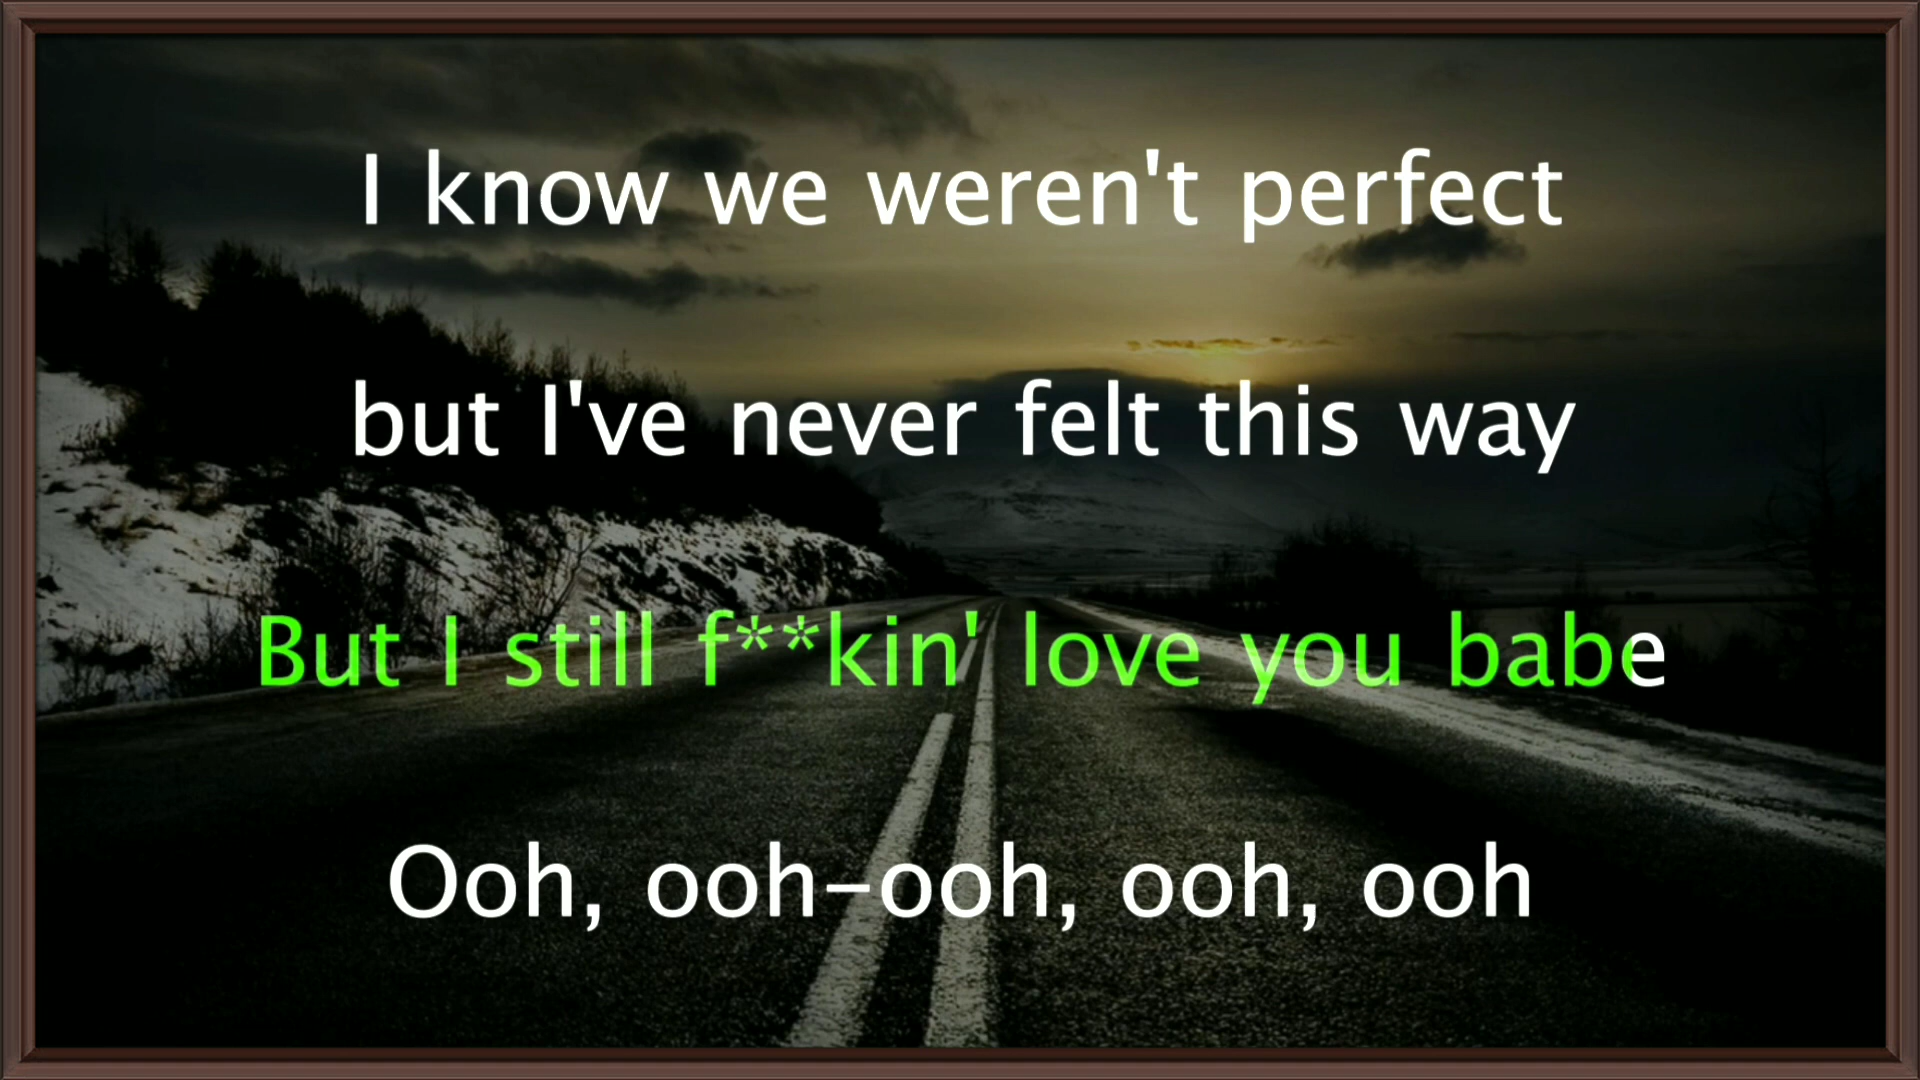 I know we weren't perfect
but I've never felt this way
But I still f**kin' love you babe
Ooh, ooh-ooh, ooh, ooh